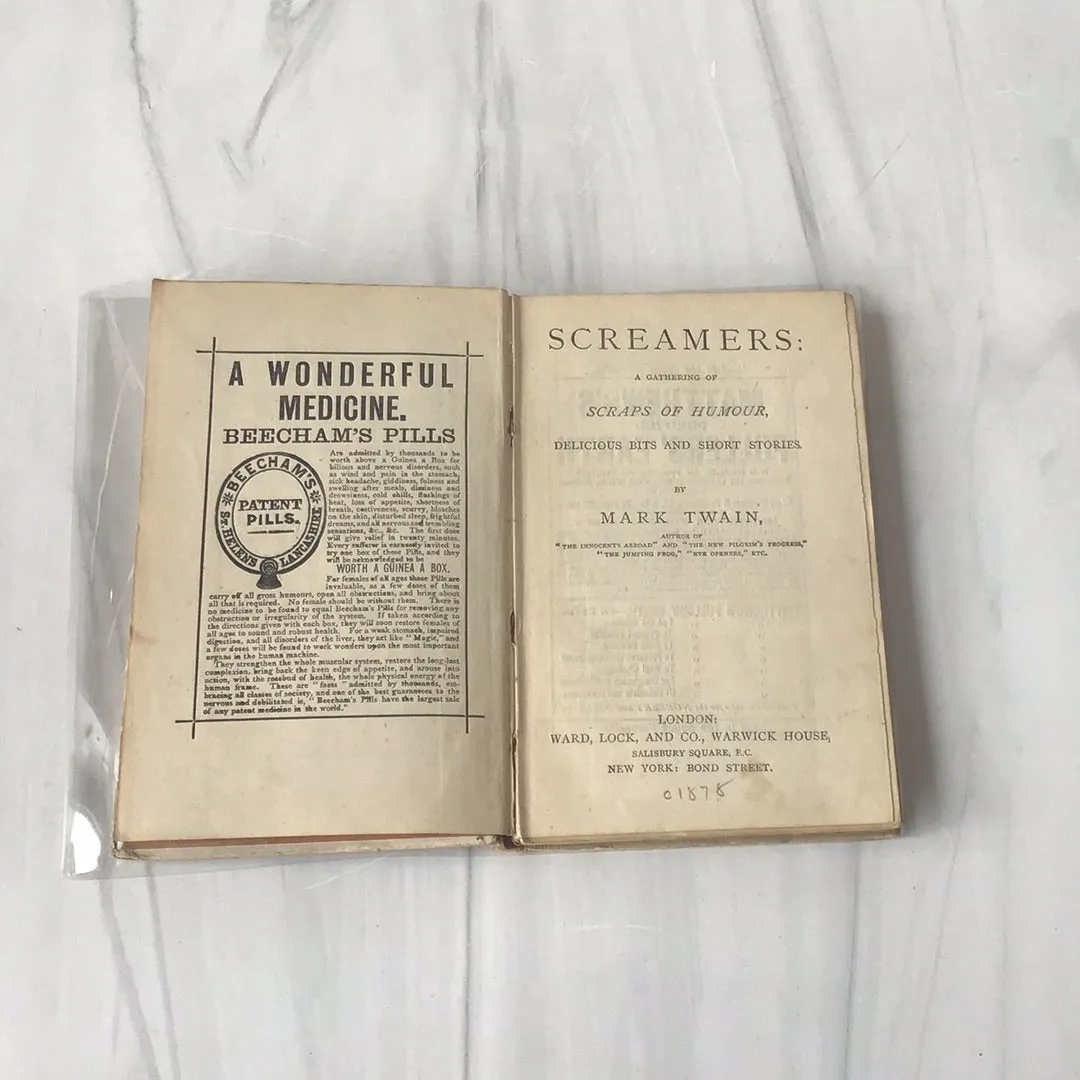 A WONDERFUL
MEDICINE.
BEECHAM'S PILLS
BEECHAM'S
PATENT
PILLS.
ST. HELENS
LANCASHIRE
Are admitted by thousands to be
worth above a Guinea a Box for
bilious and nervous disorders, such
as wind and pain in the stomach,
sick headache, giddiness, fulness and
swelling after meals, dizziness and
drowsiness, cold chills, flushings of
heat, loss of appetite, shortness of
breath, costiveness, scurvy, blotches
on the skin, disturbed sleep, frightful
dreams, and all nervous and trembling
sensations, &c., &c. The first dose
will give relief in twenty minutes.
Every sufferer is earnestly invited to
try one box of these Pills, and they
will be acknowledged to be
WORTH A GUINEA A BOX.
For females of all ages these Pills are
invaluable, as a few doses of them
carry off all gross humours, open all obstructions, and bring about
all that is required. No female should be without them. There is
no medicine to be found to equal Beecham's Pills for removing any
obstruction or irregularity of the system. If taken according to
the directions given with each box, they will soon restore females of
all ages to sound and robust health. For a weak stomach, impaired
digestion, and all disorders of the liver, they act like "Magic," and
a few doses will be found to work wonders upon the most important
organs in the human machine.
They strengthen the whole muscular system, restore the long-lost
complexion, bring back the keen edge of appetite, and arouse into
action, with the rosebud of health, the whole physical energy of the
human frame. These are "facts" admitted by thousands, em-
bracing all classes of society, and one of the best guarantees to the
nervous and debilitated is, "Beecham's Pills have the largest sale
of any patent medicine in the world."
SCREAMERS:
A GATHERING OF
SCRAPS OF HUMOUR,
DELICIOUS BITS AND SHORT STORIES.
BY
MARK TWAIN,
AUTHOR OF
"THE INNOCENTS ABROAD" AND "THE NEW PILGRIM'S PROGRESS,"
"THE JUMPING FROG," "EYE OPENERS," ETC.
LONDON:
WARD, LOCK, AND CO., WARWICK HOUSE,
SALISBURY SQUARE, E.C.
NEW YORK: BOND STREET.
c1878